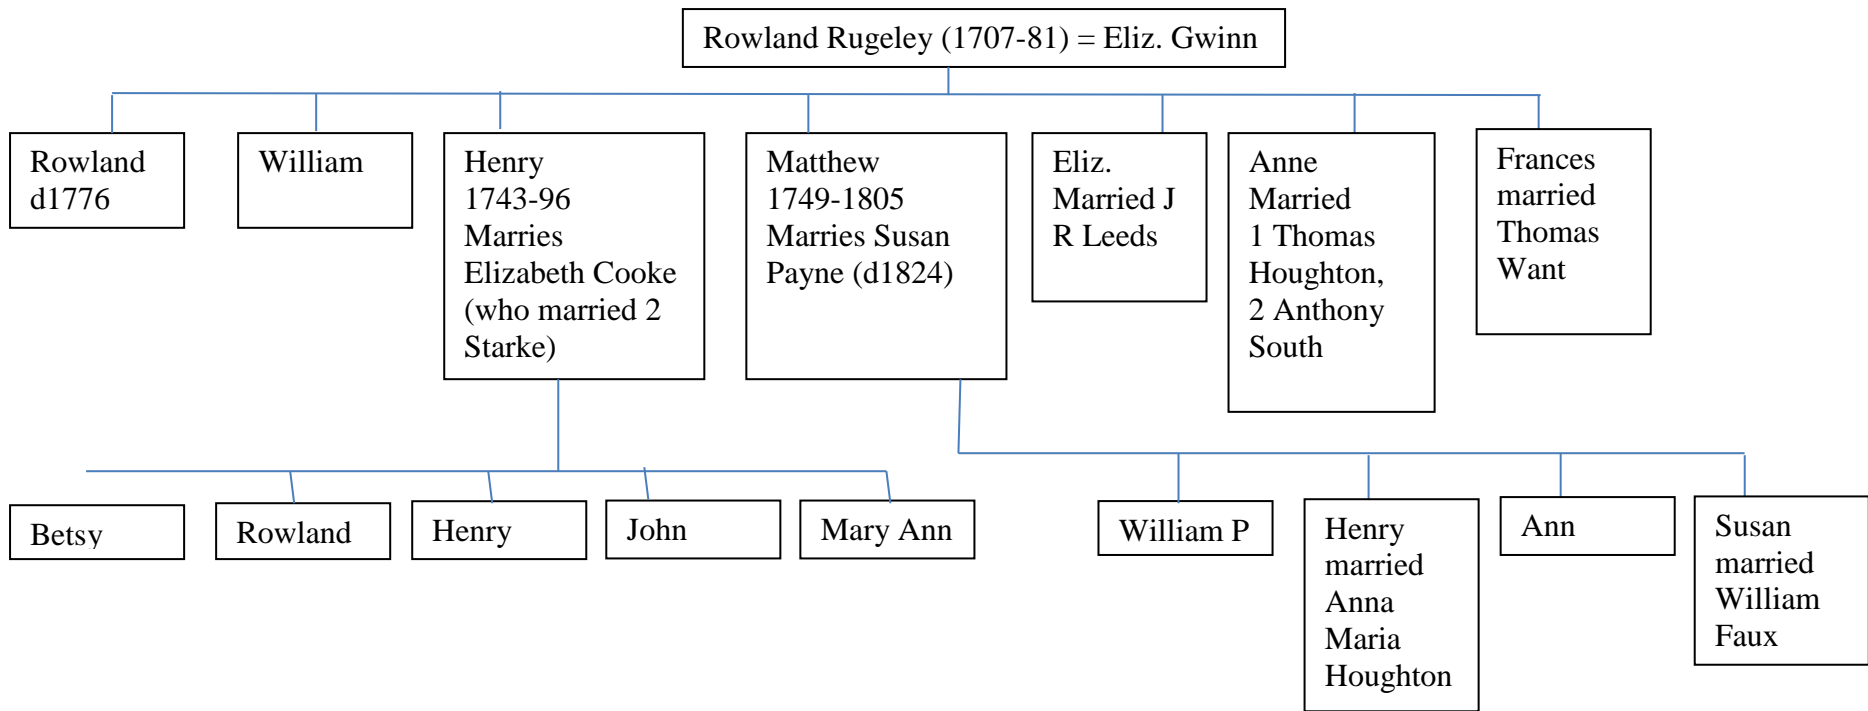 Rowland Rugeley (1707-81) = Eliz. Gwinn
Rowland
d1776
William
Henry
1743-96
Marries
Elizabeth Cooke
(who married 2
Starke)
Matthew
1749-1805
Marries Susan
Payne (d1824)
Eliz.
Married J
R Leeds
Anne
Married
1 Thomas
Houghton,
2 Anthony
South
Frances
married
Thomas
Want
Betsy
Rowland
Henry
John
Mary Ann
William P
Henry
married
Anna
Maria
Houghton
Ann
Susan
married
William
Faux